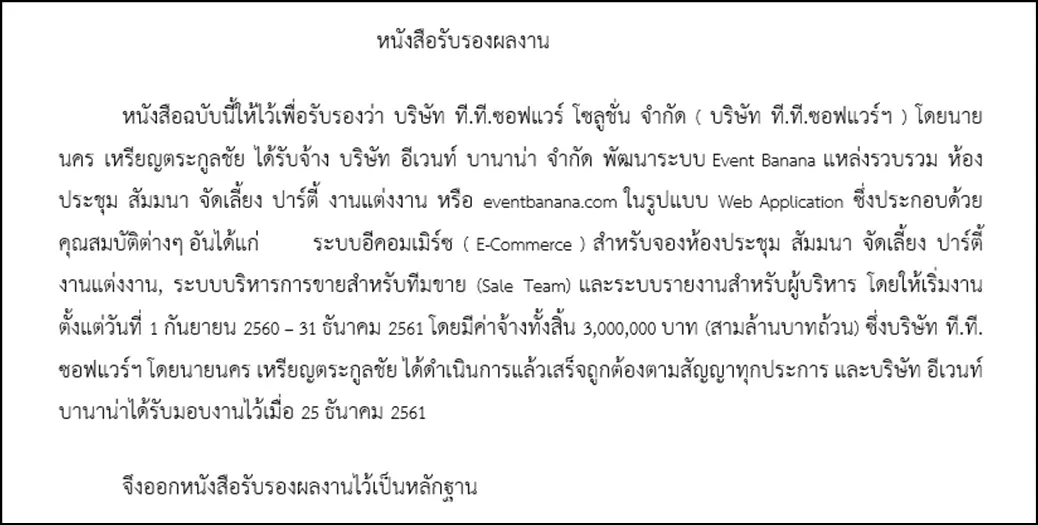 หนังสือรับรองผลงาน
หนังสือฉบับนี้ให้ไว้เพื่อรับรองว่า บริษัท ที.ที.ซอฟแวร์ โซลูชั่น จำกัด ( บริษัท ที.ที.ซอฟแวร์ฯ ) โดยนาย
นคร เหรียญตระกูลชัย ได้รับจ้าง บริษัท อีเวนท์ บานาน่า จำกัด พัฒนาระบบ Event Banana แหล่งรวบรวม ห้อง
ประชุม สัมมนา จัดเลี้ยง ปาร์ตี้ งานแต่งงาน หรือ eventbanana.com ในรูปแบบ Web Application ซึ่งประกอบด้วย
คุณสมบัติต่างๆ อันได้แก่ ระบบอีคอมเมิร์ซ ( E-Commerce ) สำหรับจองห้องประชุม สัมมนา จัดเลี้ยง ปาร์ตี้
งานแต่งงาน, ระบบบริหารการขายสำหรับทีมขาย (Sale Team) และระบบรายงานสำหรับผู้บริหาร โดยให้เริ่มงาน
ตั้งแต่วันที่ 1 กันยายน 2560 – 31 ธันวาคม 2561 โดยมีค่าจ้างทั้งสิ้น 3,000,000 บาท (สามล้านบาทถ้วน) ซึ่งบริษัท ที.ที.
ซอฟแวร์ฯ โดยนายนคร เหรียญตระกูลชัย ได้ดำเนินการแล้วเสร็จถูกต้องตามสัญญาทุกประการ และบริษัท อีเวนท์
บานาน่าได้รับมอบงานไว้เมื่อ 25 ธันาคม 2561
จึงออกหนังสือรับรองผลงานไว้เป็นหลักฐาน